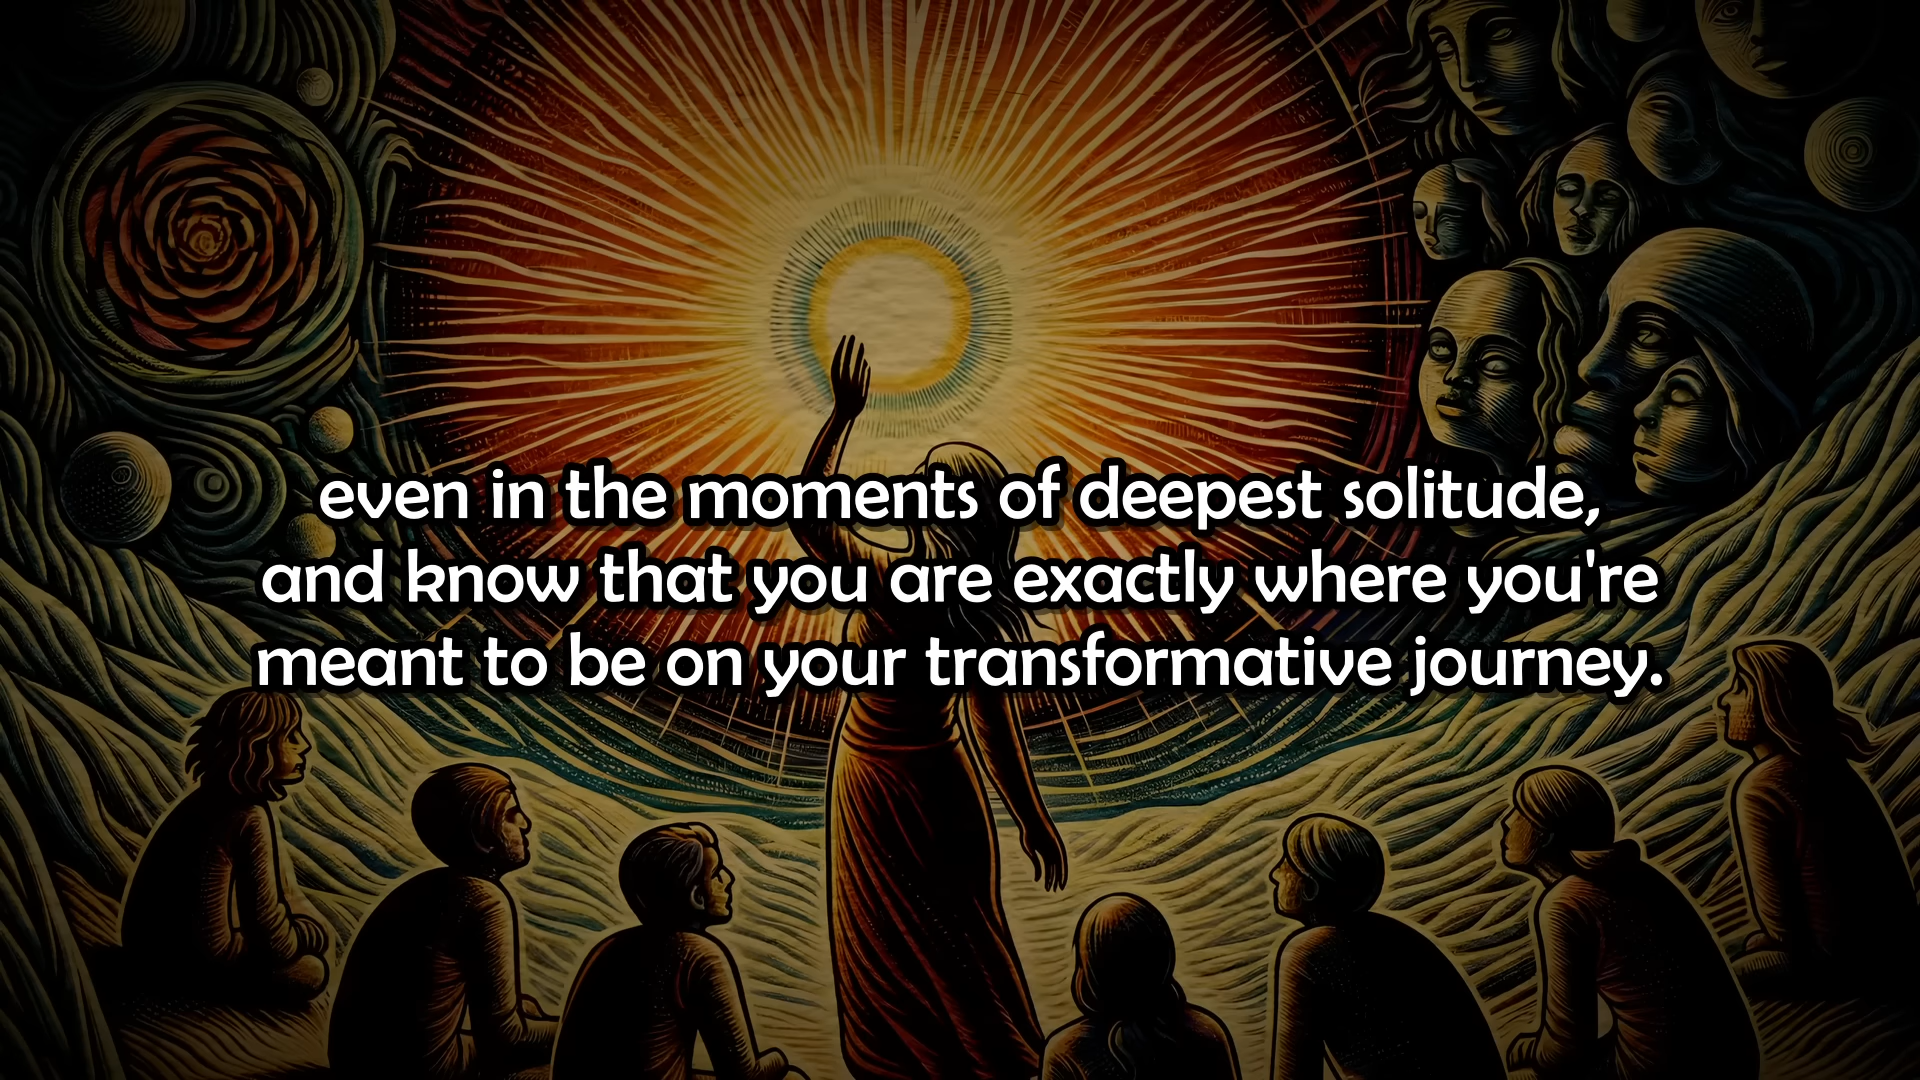 even in the moments of deepest solitude,
and know that you are exactly where you're
meant to be on your transformative journey.